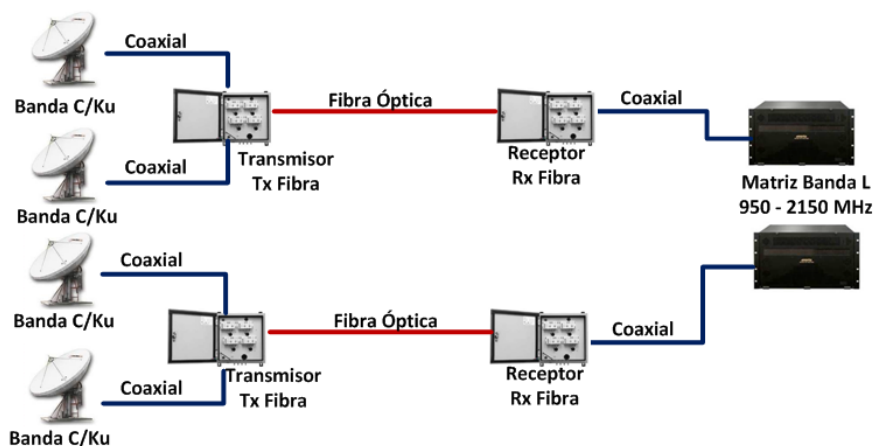 Coaxial
Banda C/Ku
Coaxial
Banda C/Ku
Transmisor
Tx Fibra
Fibra Óptica
Receptor
Rx Fibra
Coaxial
Matriz Banda L
950 - 2150 MHz
Coaxial
Banda C/Ku
Coaxial
Banda C/Ku
Transmisor
Tx Fibra
Fibra Óptica
Receptor
Rx Fibra
Coaxial